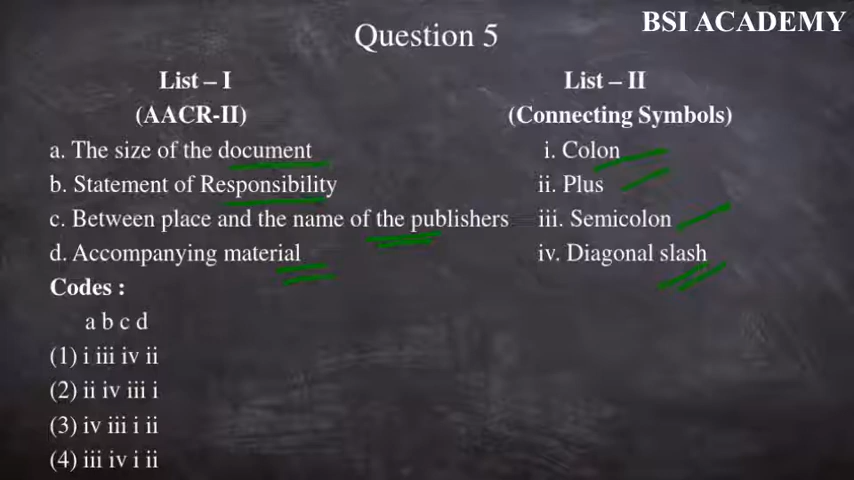 BSI ACADEMY
Question 5
List – I
(AACR-II)
a. The size of the document
b. Statement of Responsibility
c. Between place and the name of the publishers
d. Accompanying material
List – II
(Connecting Symbols)
i. Colon
ii. Plus
iii. Semicolon
iv. Diagonal slash
Codes :
a b c d
(1) i iii iv ii
(2) ii iv iii i
(3) iv iii i ii
(4) iii iv i ii